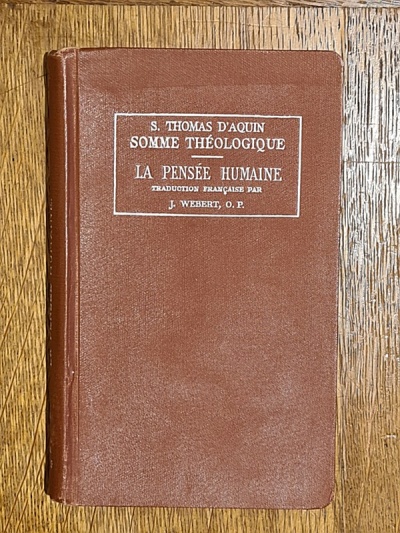 S. THOMAS D'AQUIN
SOMME THÉOLOGIQUE
LA PENSÉE HUMAINE
TRADUCTION FRANÇAISE PAR
J. WEBERT, O. P.